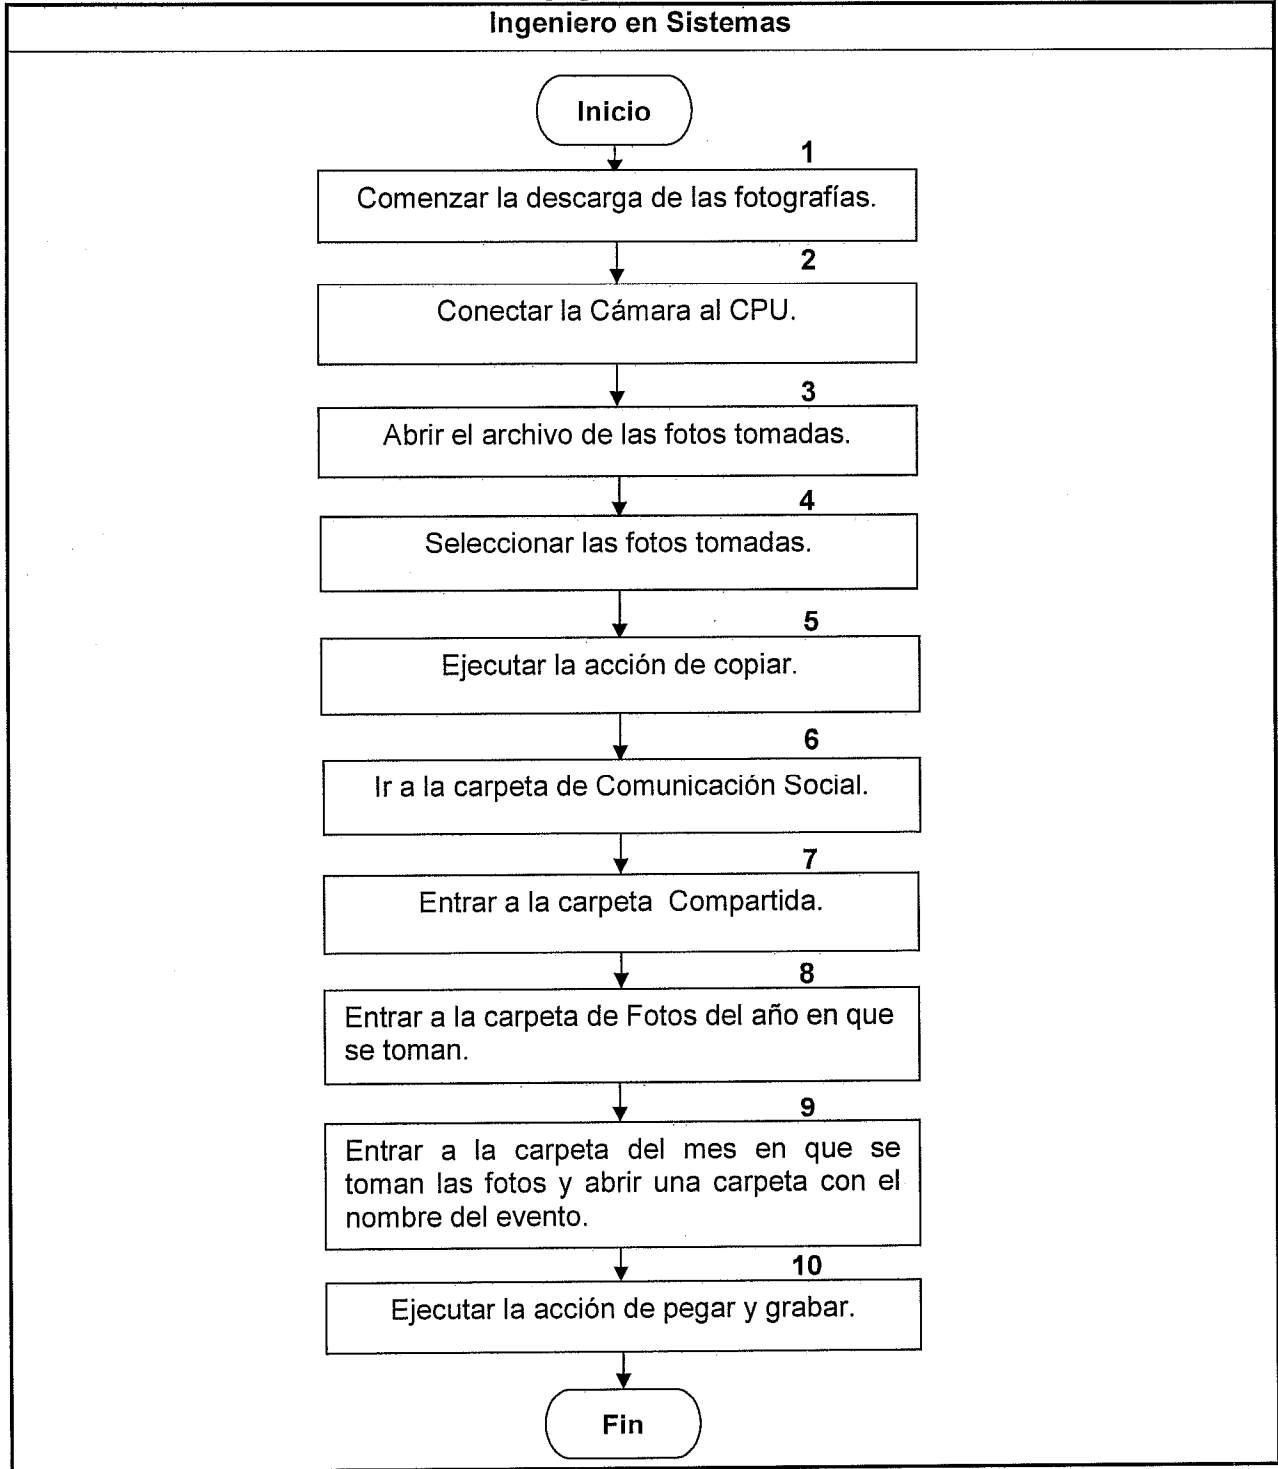 Ingeniero en Sistemas
Inicio
1
Comenzar la descarga de las fotografías.
2
Conectar la Cámara al CPU.
3
Abrir el archivo de las fotos tomadas.
4
Seleccionar las fotos tomadas.
5
Ejecutar la acción de copiar.
6
Ir a la carpeta de Comunicación Social.
7
Entrar a la carpeta Compartida.
8
Entrar a la carpeta de Fotos del año en que
se toman.
9
Entrar a la carpeta del mes en que se
toman las fotos y abrir una carpeta con el
nombre del evento.
10
Ejecutar la acción de pegar y grabar.
Fin